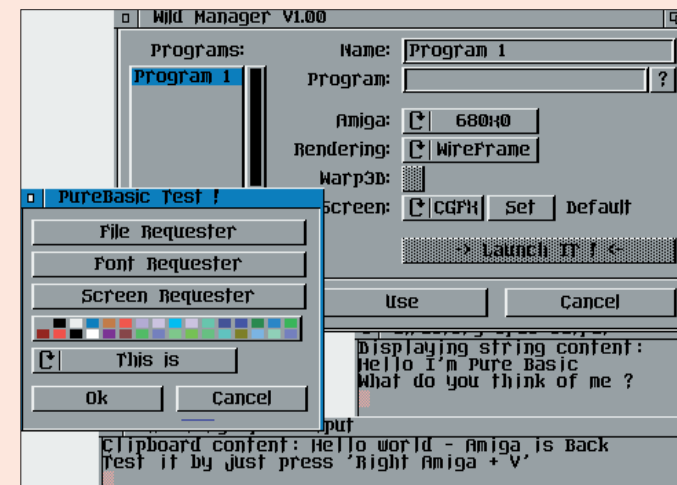 Wild Manager V1.00
Programs:
Program 1
Name: Program 1
Program: ?
Amiga: 680x0
Rendering: WireFrame
Warp3D:
Screen: CGFX Set Default
-> Launch IT ! <-
Use Cancel
PureBasic Test !
File Requester
Font Requester
Screen Requester
This is
Ok Cancel
Displaying string content:
Hello I'm Pure Basic
What do you think of me ?
put
Clipboard content: Hello world - Amiga is Back
Test it by just press 'Right Amiga + V'